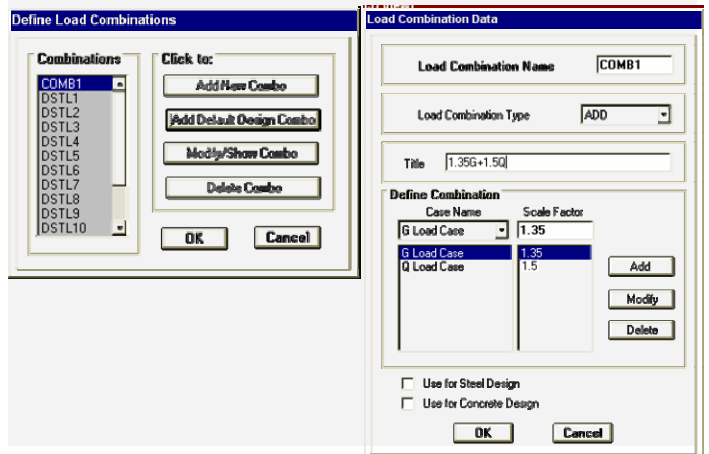 Define Load Combinations
Combinations
COMB1
DSTL1
DSTL2
DSTL3
DSTL4
DSTL5
DSTL6
DSTL7
DSTL8
DSTL9
DSTL10
Click to:
Add New Combo
Add Default Design Combo
Modify/Show Combo
Delete Combo
OK
Cancel
Load Combination Data
Load Combination Name
COMB1
Load Combination Type
ADD
Title
1.35G+1.5Q
Define Combination
Case Name
Scale Factor
G Load Case
1.35
G Load Case
1.35
Q Load Case
1.5
Add
Modify
Delete
Use for Steel Design
Use for Concrete Design
OK
Cancel